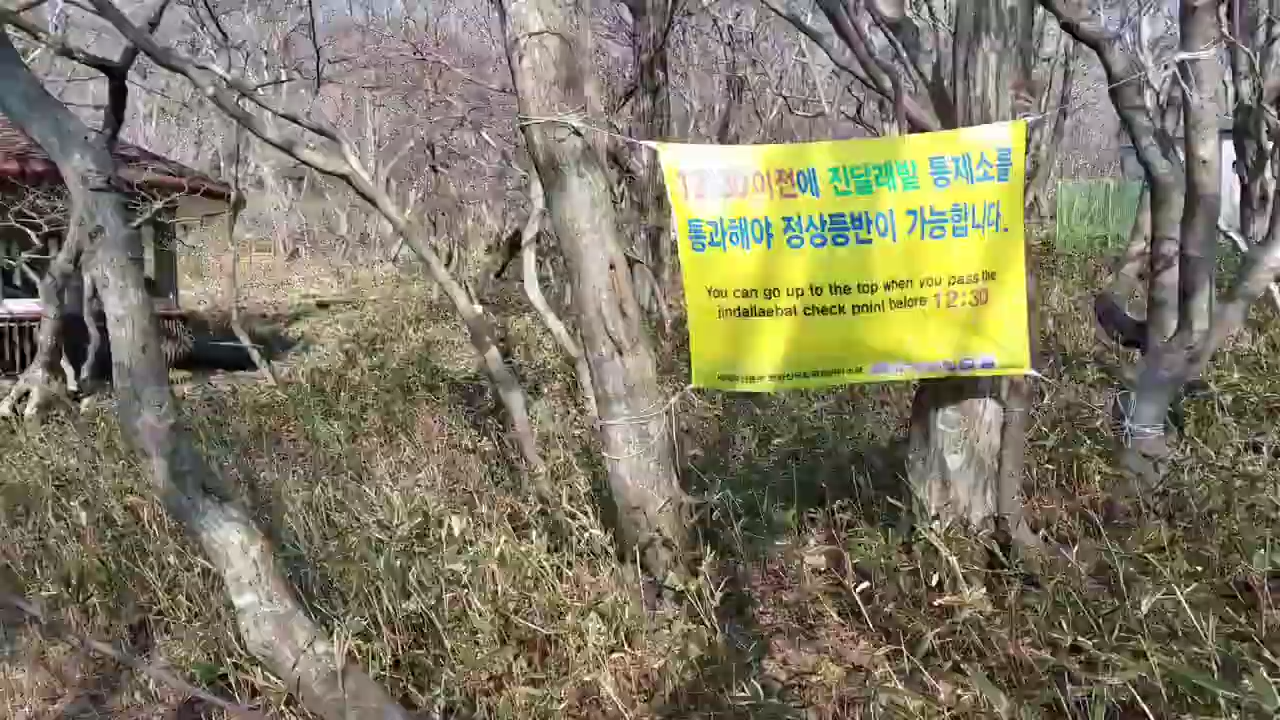 12:30이전에 진달래밭 통제소를
통과해야 정상등반이 가능합니다.
You can go up to the top when you pass the
jindallaebat check point before 12:30